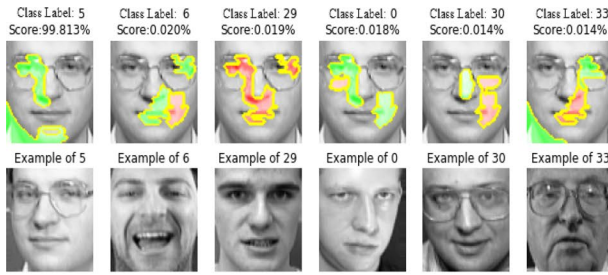 Class Label: 5
Score:99.813%
Class Label: 6
Score:0.020%
Class Label: 29
Score:0.019%
Class Label: 0
Score:0.018%
Class Label: 30
Score:0.014%
Class Label: 33
Score:0.014%
Example of 5
Example of 6
Example of 29
Example of 0
Example of 30
Example of 33